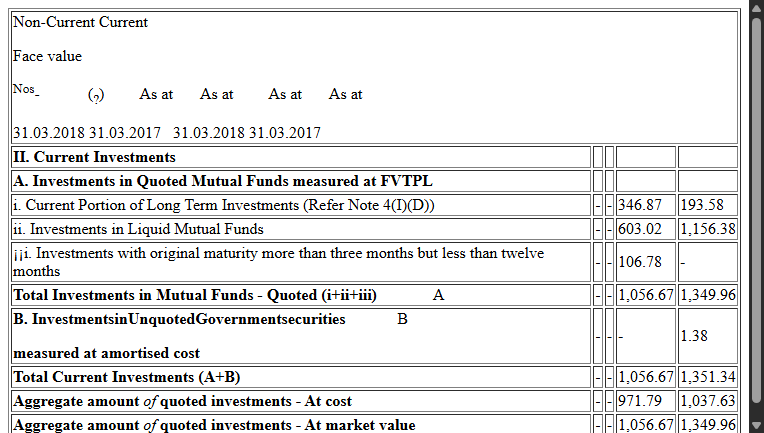 Non-Current Current
Face value
Nos_ (?) As at As at As at As at
31.03.2018 31.03.2017 31.03.2018 31.03.2017
II. Current Investments
A. Investments in Quoted Mutual Funds measured at FVTPL
i. Current Portion of Long Term Investments (Refer Note 4(I)(D)) - - 346.87 193.58
ii. Investments in Liquid Mutual Funds - - 603.02 1,156.38
¡¡i. Investments with original maturity more than three months but less than twelve
months - - 106.78 -
Total Investments in Mutual Funds - Quoted (i+ii+iii) A - - 1,056.67 1,349.96
B. InvestmentsinUnquotedGovernmentsecurities B
measured at amortised cost - - - 1.38
Total Current Investments (A+B) - - 1,056.67 1,351.34
Aggregate amount of quoted investments - At cost - - 971.79 1,037.63
Aggregate amount of quoted investments - At market value - - 1,056.67 1,349.96